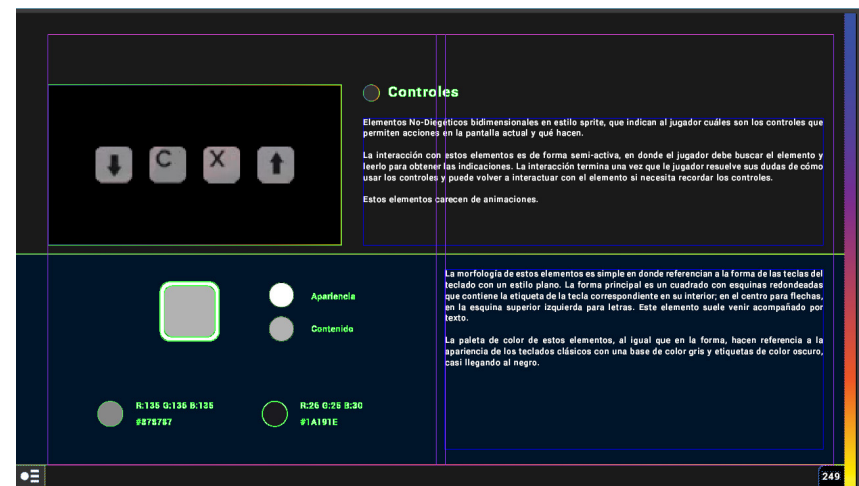 Controles
Elementos No-Diegéticos bidimensionales en estilo sprite, que indican al jugador cuáles son los controles que
permiten acciones en la pantalla actual y qué hacen.
La interacción con estos elementos es de forma semi-activa, en donde el jugador debe buscar el elemento y
leerlo para obtener las indicaciones. La interacción termina una vez que le jugador resuelve sus dudas de cómo
usar los controles y puede volver a interactuar con el elemento si necesita recordar los controles.
Estos elementos carecen de animaciones.
C X
La morfología de estos elementos es simple en donde referencian a la forma de las teclas del
teclado con un estilo plano. La forma principal es un cuadrado con esquinas redondeadas
que contiene la etiqueta de la tecla correspondiente en su interior; en el centro para flechas,
en la esquina superior izquierda para letras. Este elemento suele venir acompañado por
texto.
La paleta de color de estos elementos, al igual que en la forma, hacen referencia a la
apariencia de los teclados clásicos con una base de color gris y etiquetas de color oscuro,
casi llegando al negro.
Apariencia
Contenido
R:135 G:135 B:135
#878787
R:26 G:25 B:30
#1A191E
249